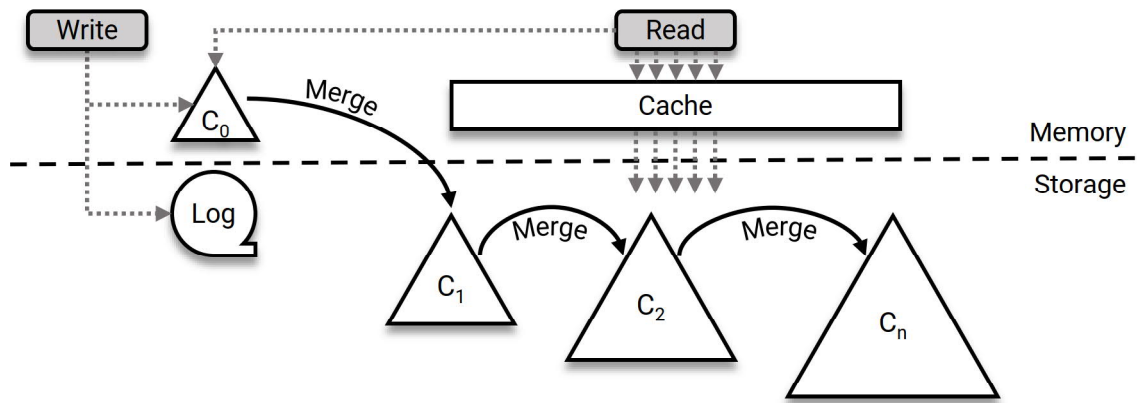 Write
Read
Merge
Cache
C₀
Memory
Storage
Log
Merge
Merge
C₁
C₂
Cₙ